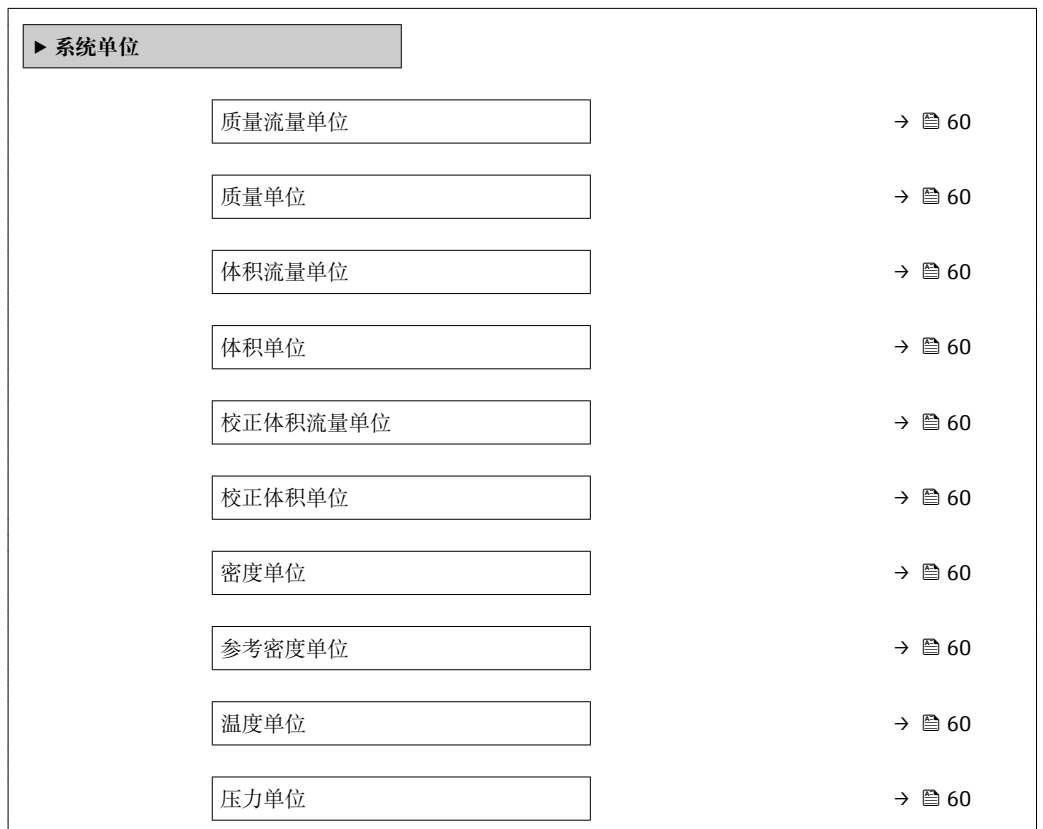 ▶ 系统单位
质量流量单位 → 60
质量单位 → 60
体积流量单位 → 60
体积单位 → 60
校正体积流量单位 → 60
校正体积单位 → 60
密度单位 → 60
参考密度单位 → 60
温度单位 → 60
压力单位 → 60